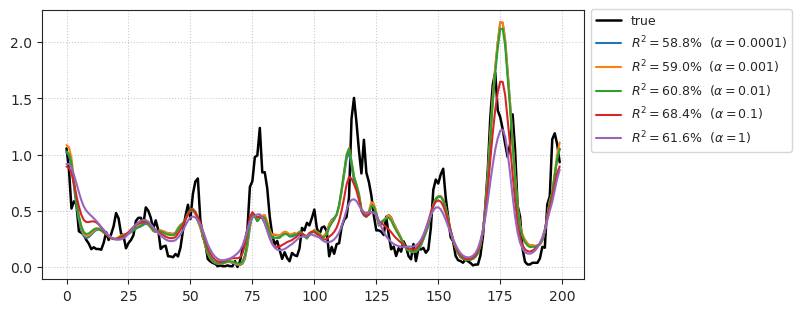 true
R² = 58.8% (α = 0.0001)
R² = 59.0% (α = 0.001)
R² = 60.8% (α = 0.01)
R² = 68.4% (α = 0.1)
R² = 61.6% (α = 1)
2.0
1.5
1.0
0.5
0.0
0 25 50 75 100 125 150 175 200